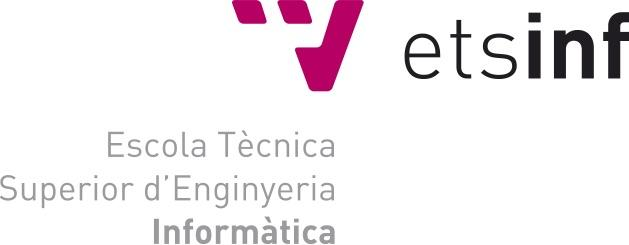 etsinf
Escola Tècnica
Superior d'Enginyeria
Informàtica